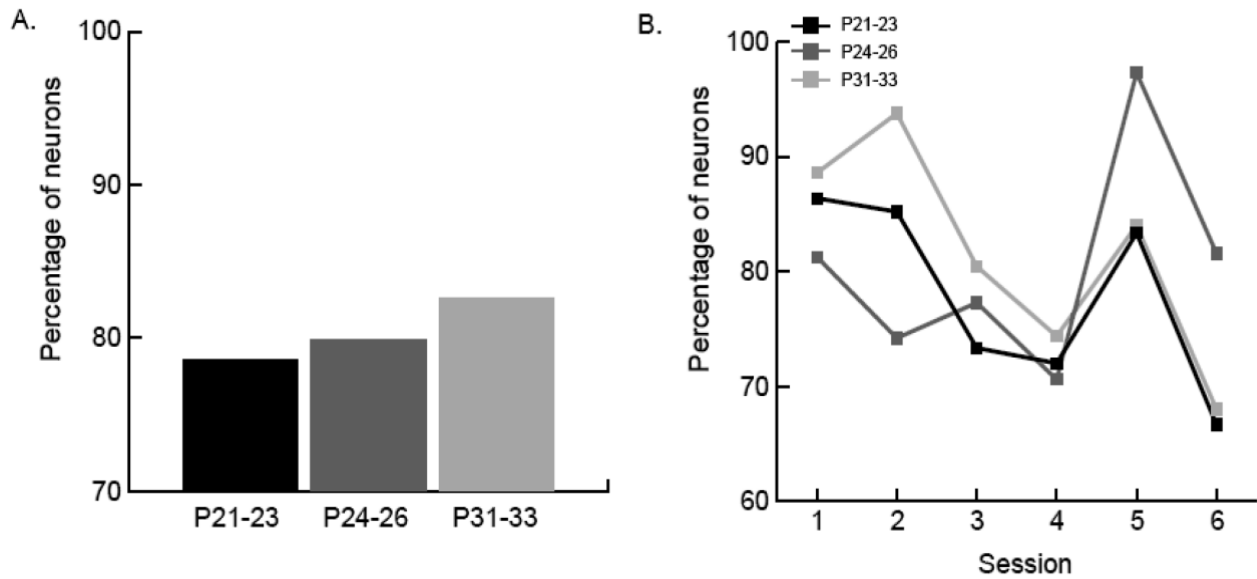 A.
Percentage of neurons
100
90
80
70
P21-23 P24-26 P31-33
B.
Percentage of neurons
P21-23
P24-26
P31-33
100
90
80
70
60
1 2 3 4 5 6
Session